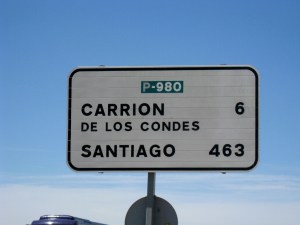 P-980
CARRION 6
DE LOS CONDES
SANTIAGO 463